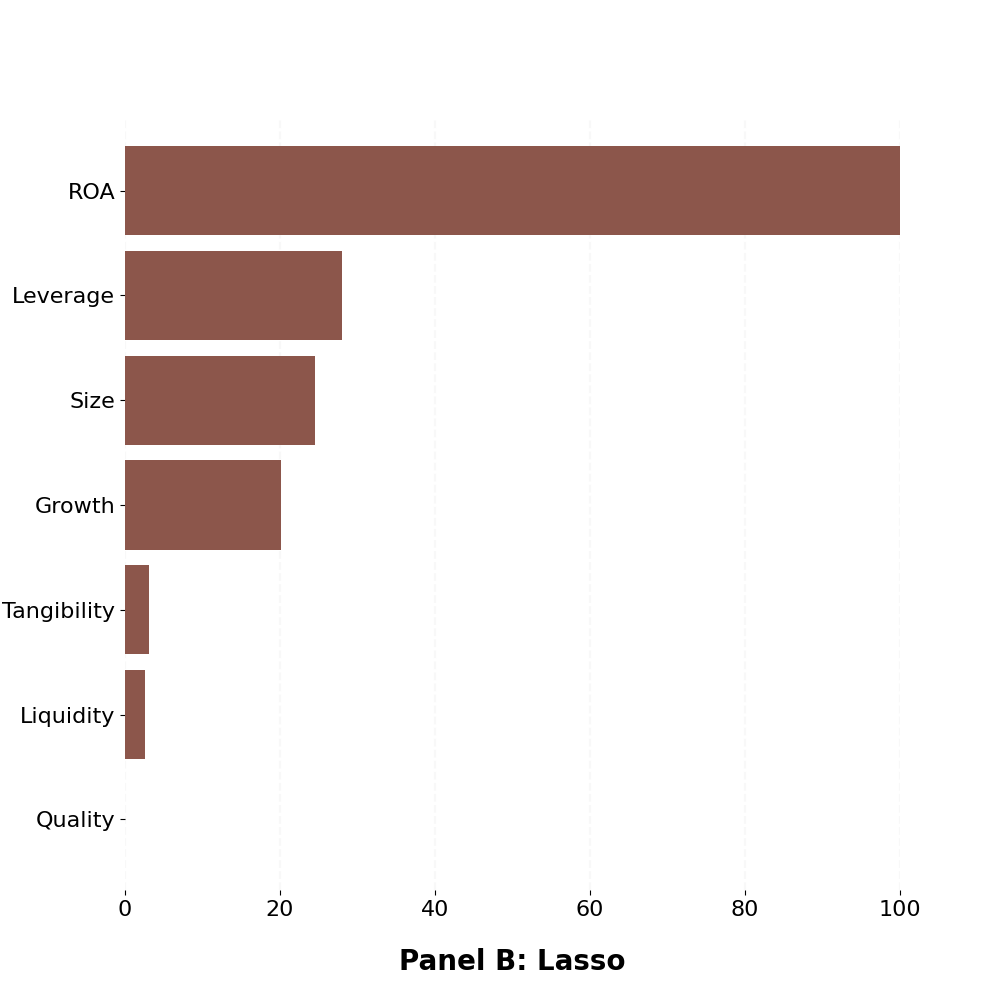 ROA
Leverage
Size
Growth
Tangibility
Liquidity
Quality
0 20 40 60 80 100
Panel B: Lasso